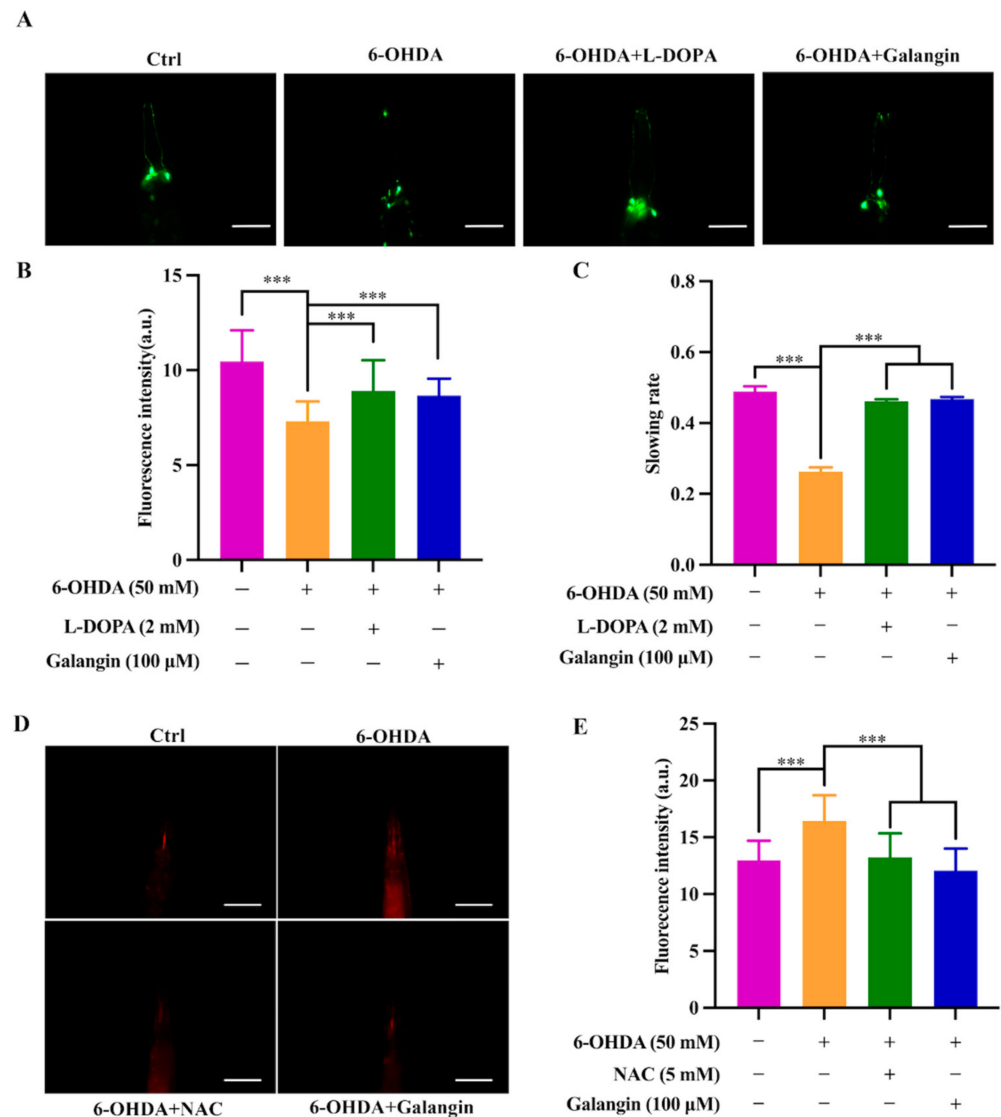 A
Ctrl
6-OHDA
6-OHDA+L-DOPA
6-OHDA+Galangin
B
Fluorescence intensity(a.u.)
15
10
5
0
***
***
***
6-OHDA (50 mM) – + + +
L-DOPA (2 mM) – – + –
Galangin (100 μM) – – – +
C
Slowing rate
0.8
0.6
0.4
0.2
0.0
***
***
6-OHDA (50 mM) – + + +
L-DOPA (2 mM) – – + –
Galangin (100 μM) – – – +
D
Ctrl
6-OHDA
6-OHDA+NAC
6-OHDA+Galangin
E
Fluorecence intensity (a.u.)
25
20
15
10
5
0
***
***
6-OHDA (50 mM) – + + +
NAC (5 mM) – – + –
Galangin (100 μM) – – – +